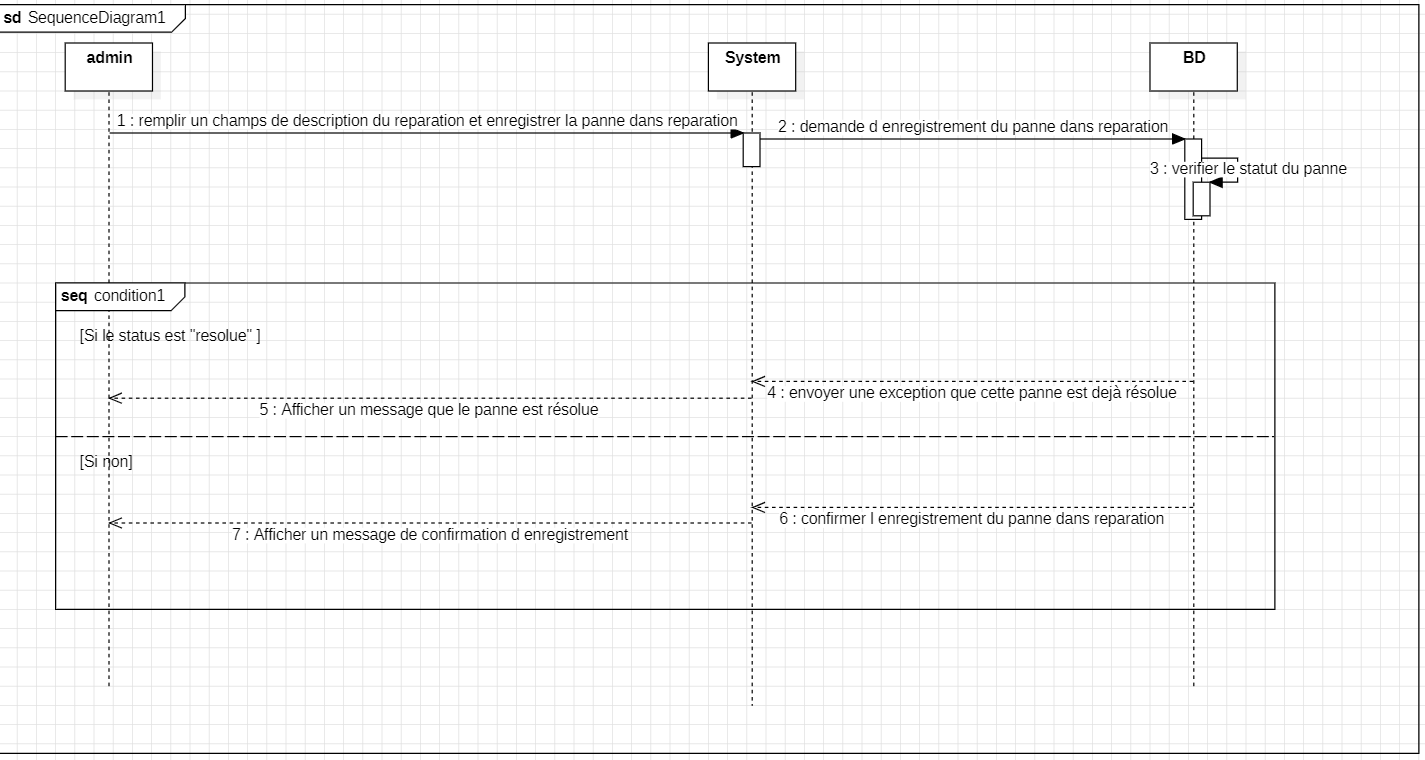 sd SequenceDiagram1
admin
System
BD
1 : remplir un champs de description du reparation et enregistrer la panne dans reparation
2 : demande d enregistrement du panne dans reparation
3 : verifier le statut du panne
seq condition1
[Si le status est "resolue" ]
4 : envoyer une exception que cette panne est dejà résolue
5 : Afficher un message que le panne est résolue
[Si non]
6 : confirmer l enregistrement du panne dans reparation
7 : Afficher un message de confirmation d enregistrement